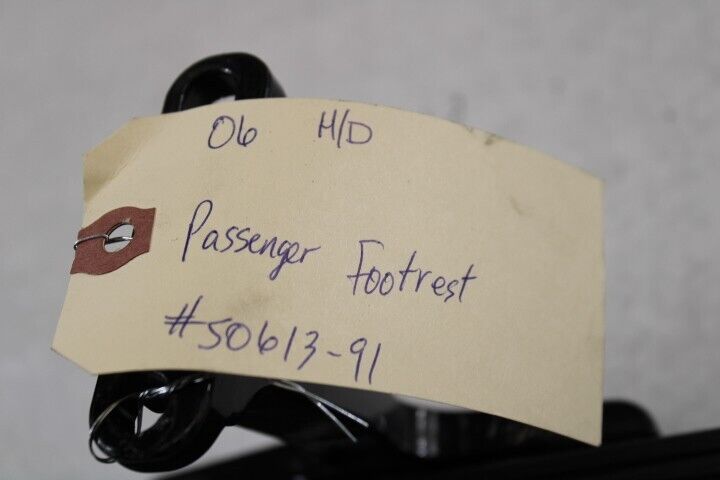 06 H/D
Passenger Footrest
#50613-91